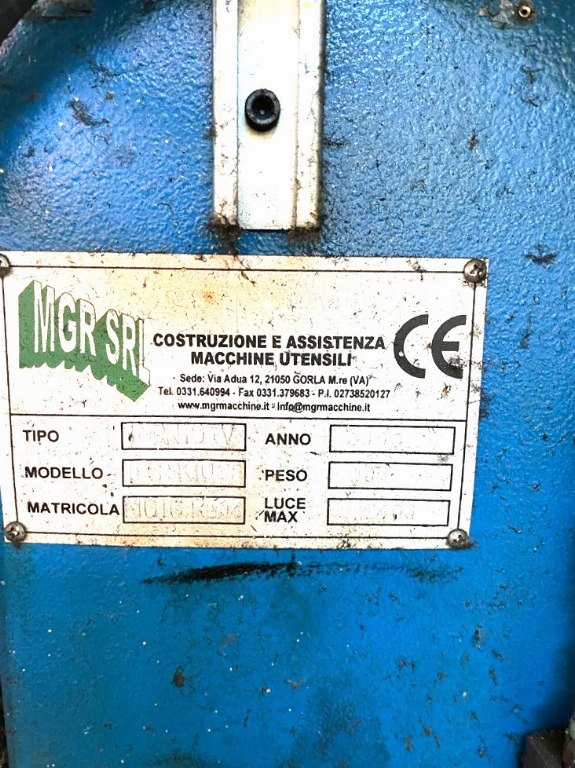 MGR SRL
COSTRUZIONE E ASSISTENZA
MACCHINE UTENSILI
CE
Sede: Via Adua 12, 21050 GORLA M.re (VA)
Tel. 0331.640994 - Fax 0331.379683 - P.I. 02738520127
www.mgrmacchine.it - Info@mgrmacchine.it
TIPO ANNO
MODELLO PESO
MATRICOLA LUCE MAX